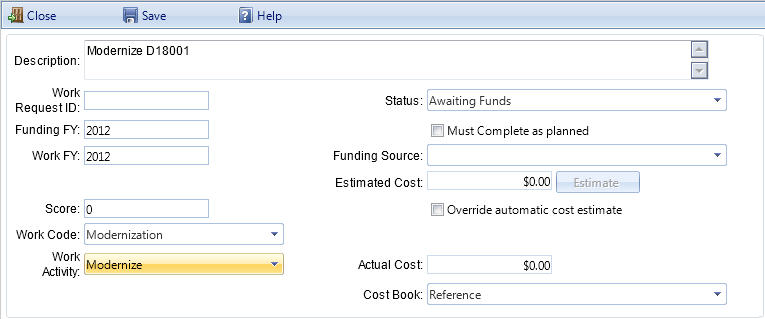 Close Save Help
Description: Modernize D18001
Work Request ID:
Status: Awaiting Funds
Funding FY: 2012
Must Complete as planned
Work FY: 2012
Funding Source:
Estimated Cost: $0.00 Estimate
Score: 0
Override automatic cost estimate
Work Code: Modernization
Work Activity: Modernize
Actual Cost: $0.00
Cost Book: Reference